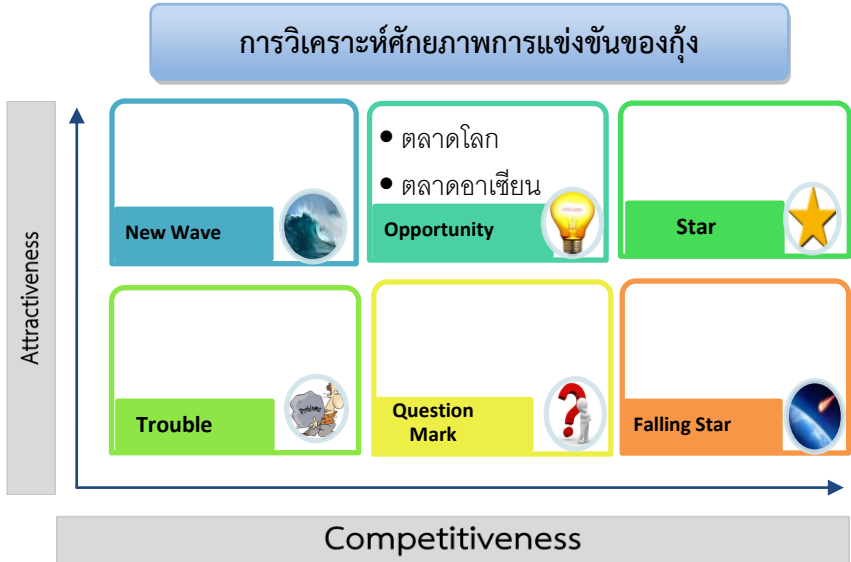 การวิเคราะห์ศักยภาพการแข่งขันของกุ้ง
Attractiveness
New Wave
• ตลาดโลก
• ตลาดอาเซียน
Opportunity
Star
Trouble
Problem
Question
Mark
Falling Star
Competitiveness